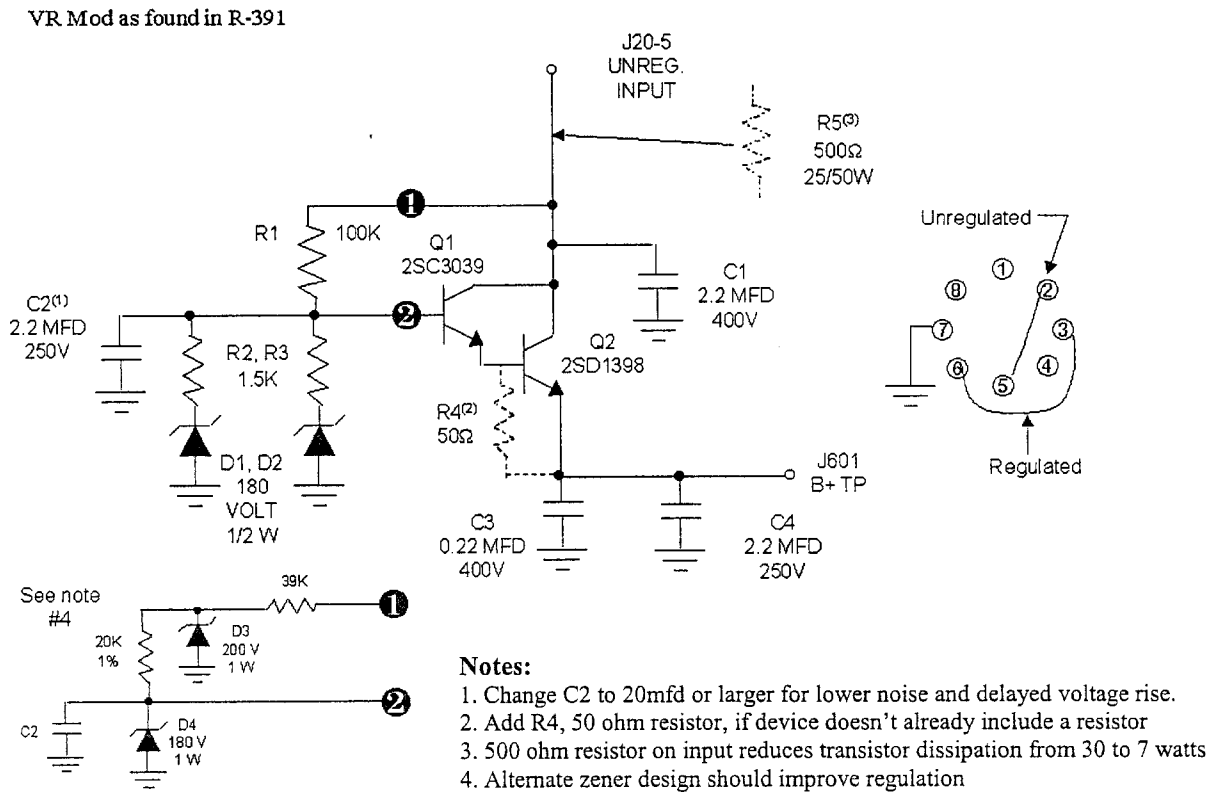 VR Mod as found in R-391
J20-5
UNREG.
INPUT
R5(3)
500Ω
25/50W
1
R1
100K
Q1
2SC3039
C2(1)
2.2 MFD
250V
2
C1
2.2 MFD
400V
R2, R3
1.5K
Q2
2SD1398
R4(2)
50Ω
D1, D2
180
VOLT
1/2 W
J601
B+ TP
C3
0.22 MFD
400V
C4
2.2 MFD
250V
Unregulated
1
8
2
7
3
6
4
5
Regulated
See note
#4
39K
1
20K
1%
D3
200 V
1 W
2
C2
D4
180 V
1 W
Notes:
1. Change C2 to 20mfd or larger for lower noise and delayed voltage rise.
2. Add R4, 50 ohm resistor, if device doesn't already include a resistor
3. 500 ohm resistor on input reduces transistor dissipation from 30 to 7 watts
4. Alternate zener design should improve regulation